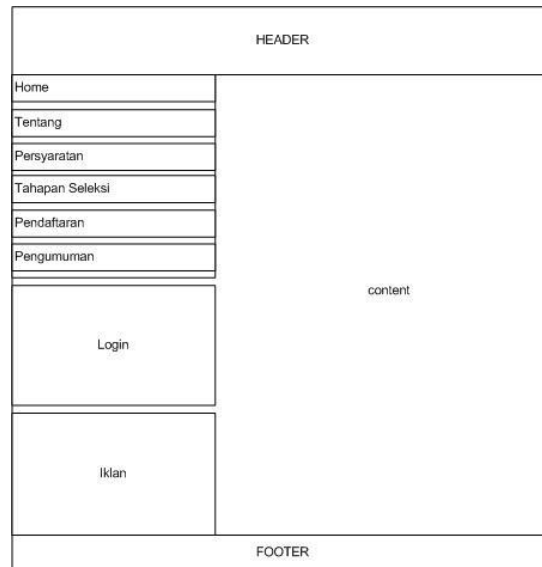 HEADER
Home
Tentang
Persyaratan
Tahapan Seleksi
Pendaftaran
Pengumuman
content
Login
Iklan
FOOTER